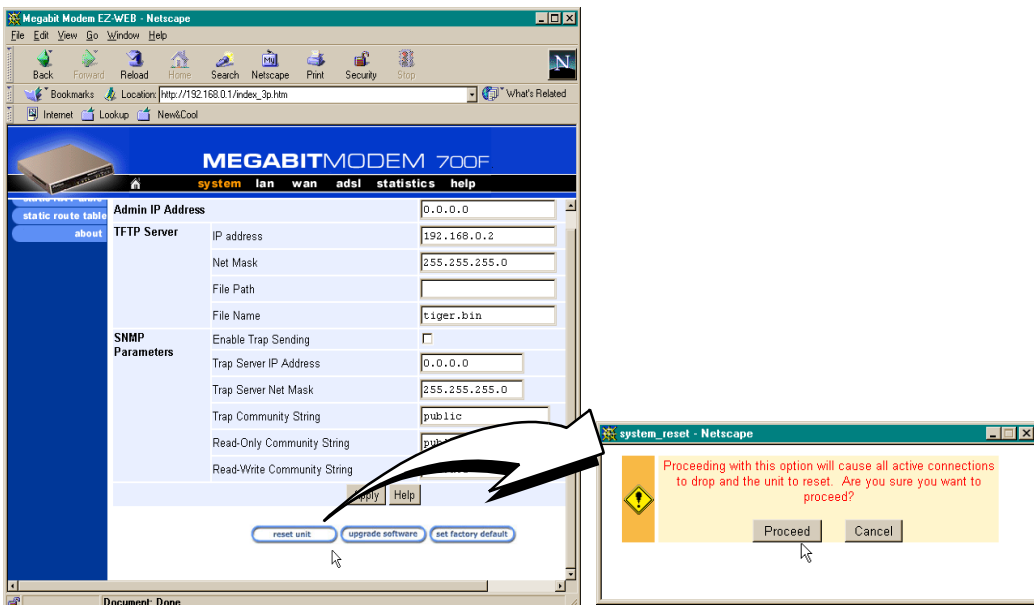 Megabit Modem EZ-WEB - Netscape
File Edit View Go Window Help
Back Forward Reload Home Search Netscape Print Security Stop
My
N
Bookmarks Location: http://192.168.0.1/index_3p.htm What's Related
Internet Lookup New&Cool
MEGABITMODEM 700F
system lan wan adsl statistics help
static route table
about
Admin IP Address 0.0.0.0
TFTP Server IP address 192.168.0.2
Net Mask 255.255.255.0
File Path
File Name tiger.bin
SNMP Parameters Enable Trap Sending
Trap Server IP Address 0.0.0.0
Trap Server Net Mask 255.255.255.0
Trap Community String public
Read-Only Community String
Read-Write Community String
Apply Help
reset unit upgrade software set factory default
Document: Done
system_reset - Netscape
Proceeding with this option will cause all active connections
to drop and the unit to reset. Are you sure you want to
proceed?
Proceed Cancel